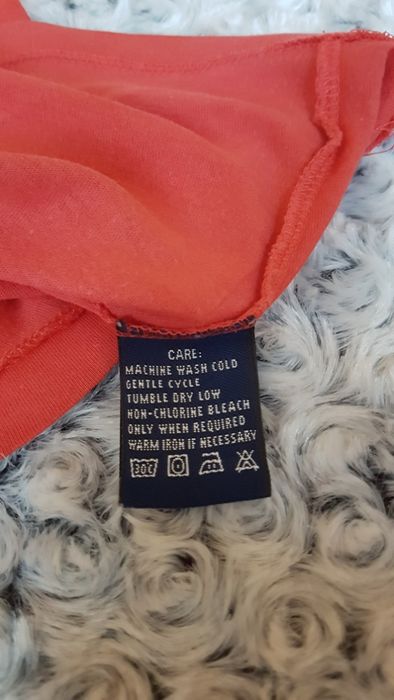 CARE:
MACHINE WASH COLD
GENTLE CYCLE
TUMBLE DRY LOW
NON-CHLORINE BLEACH
ONLY WHEN REQUIRED
WARM IRON IF NECESSARY
30C